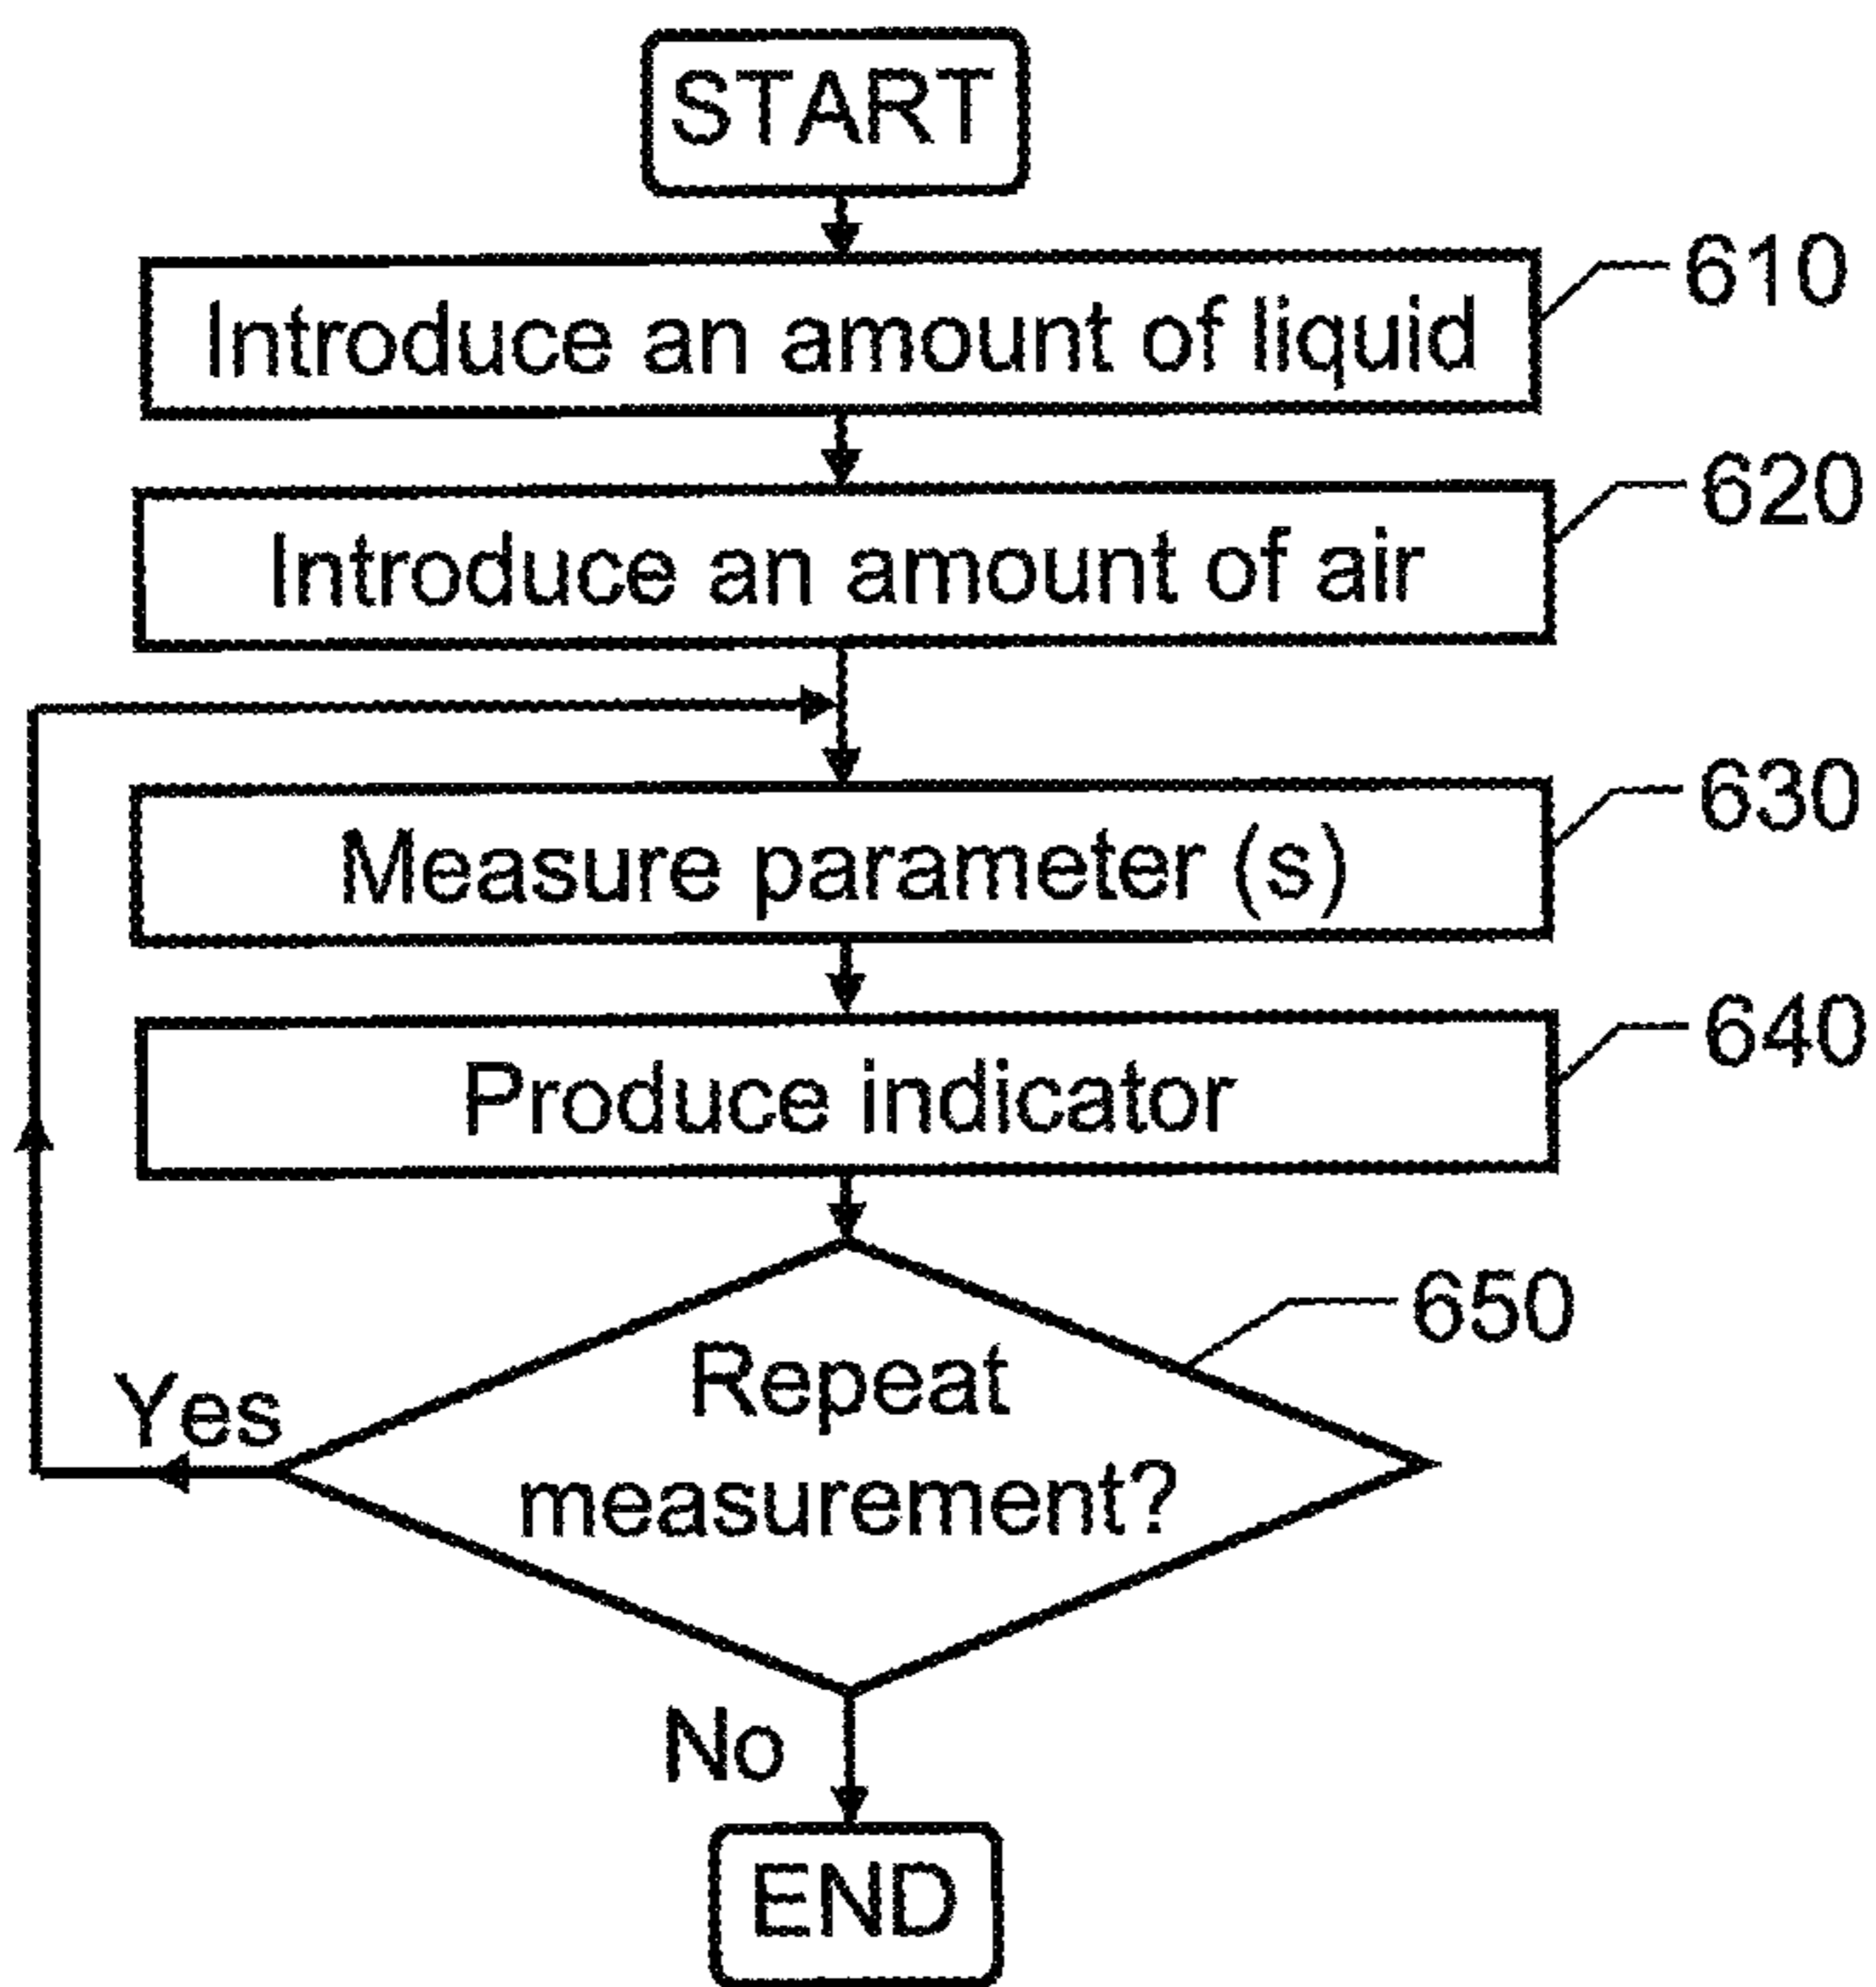 START
Introduce an amount of liquid
610
Introduce an amount of air
620
Measure parameter (s)
630
Produce indicator
640
Repeat
measurement?
650
Yes
No
END